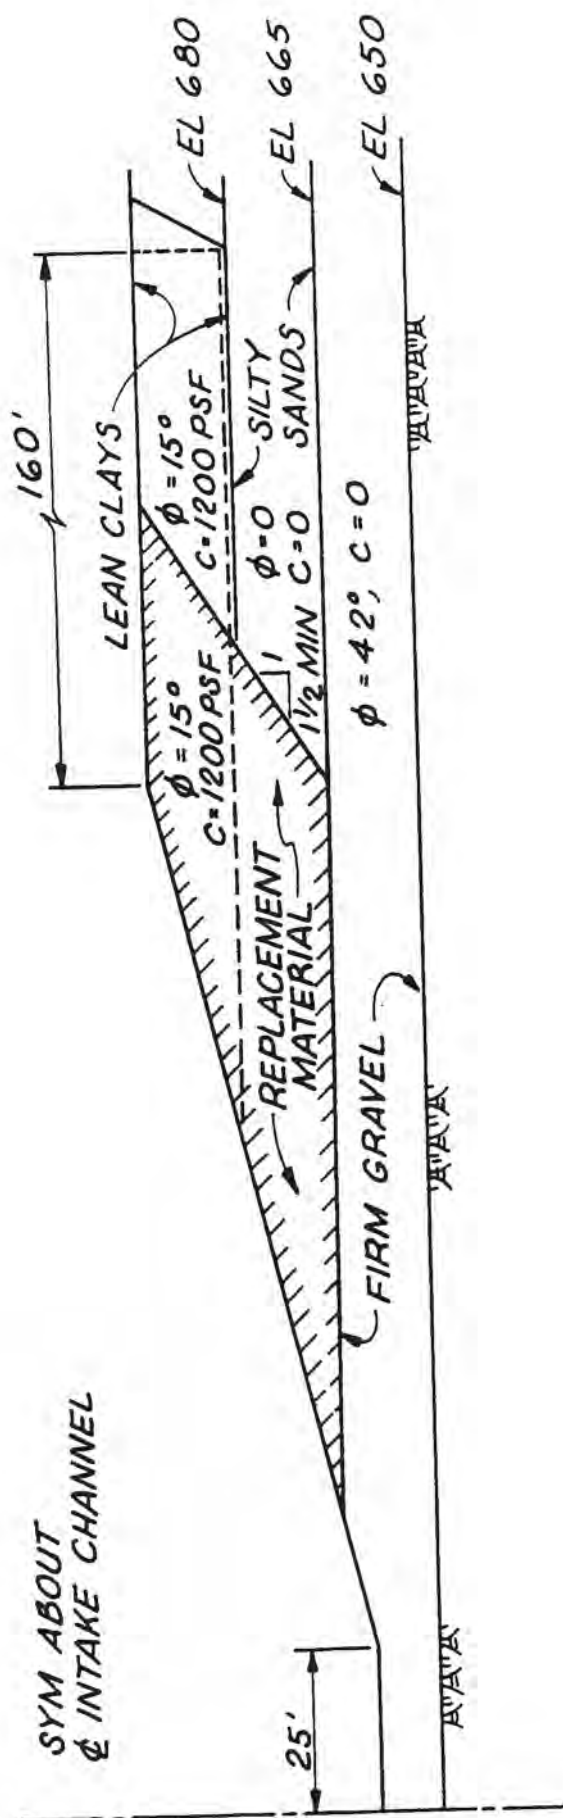 SYM ABOUT
℄ INTAKE CHANNEL
25'
160'
LEAN CLAYS
EL 680
EL 665
EL 650
SILTY
SANDS
φ = 15°
C=1200 PSF
φ = 15°
C=1200 PSF
φ=0
C=0
1
1½ MIN
REPLACEMENT
MATERIAL
FIRM GRAVEL
φ = 42°, C=0